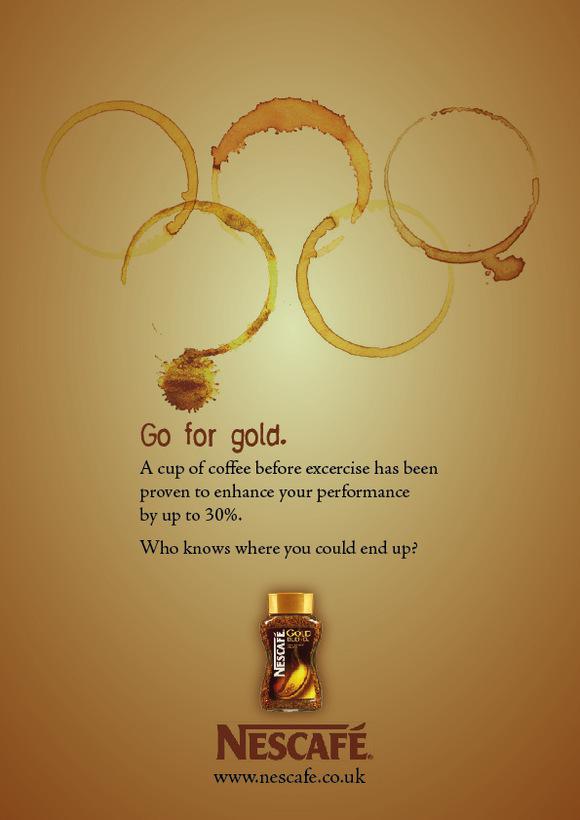 Go for gold.
A cup of coffee before excercise has been
proven to enhance your performance
by up to 30%.
Who knows where you could end up?
NESCAFÉ
GOLD
BLEND
NESCAFÉ®
www.nescafe.co.uk